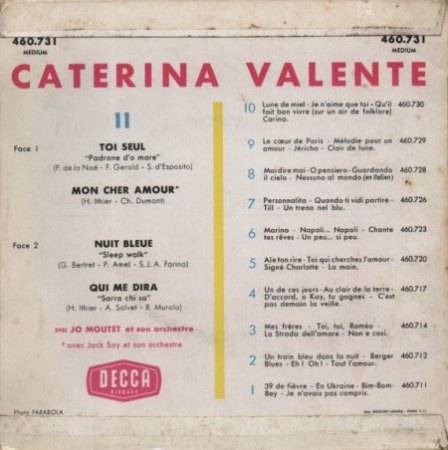 460.731
MEDIUM
460.731
MEDIUM
CATERINA VALENTE
11
Face 1
TOI SEUL
"Padrone d'o mare"
(P. de la Noë - F. Gerald - S. d'Esposito)
MON CHER AMOUR*
(H. Ithier - Ch. Dumont)
Face 2
NUIT BLEUE
"Sleep walk"
(G. Bertret - P. Amel - S.J.A. Farina)
QUI ME DIRA
"Sarra chi sa"
(H. Ithier - A. Salvet - R. Murolo)
avec JO MOUTET et son orchestre
* avec Jack Say et son orchestre
DECCA
DISQUES
Photo PARABOLA
10 Lune de miel - Je n'aime que toi - Qu'il 460.730
fait bon vivre (sur un air de folklore)
Carina.
9 Le cœur de Paris - Mélodie pour un 460.729
amour - Jéricho - Clair de lune.
8 Mai dire mai - O pensiero - Guardando 460.728
il cielo - Nessuno al mondo (en italien)
7 Personnalita - Quando ti vidi partire - 460.726
Till - Un treno nel blu.
6 Marina - Napoli... Napoli - Chante 460.723
tes rêves - Un peu... si peu.
5 Aïe ton rire - Toi qui cherches l'amour - 460.720
Signé Charlotte - La main.
4 Un de ces jours - Au clair de la terre - 460.717
D'accord, o Kay, tu gagnes - C'est
pas demain la veille.
3 Mes frères - Toi, toi, Roméo - 460.714
La Strada dell'amore - Non e cosi.
2 Un train bleu dans la nuit - Berger 460.712
Blues - Eh ! Oh ! - Tout l'amour.
1 39 de fièvre - En Ukraine - Bim-Bom- 460.711
Bey - Je n'avais pas compris.